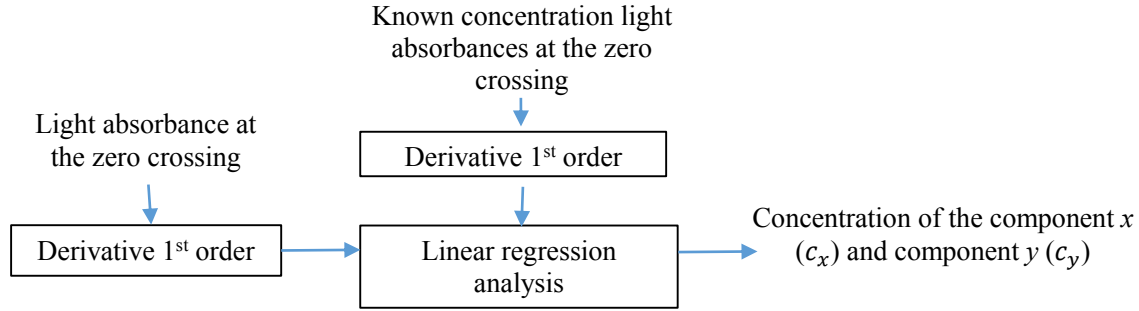 Known concentration light
absorbances at the zero
crossing
Light absorbance at
the zero crossing
Derivative 1st order
Derivative 1st order
Linear regression
analysis
Concentration of the component x
(cₓ) and component y (c_y)